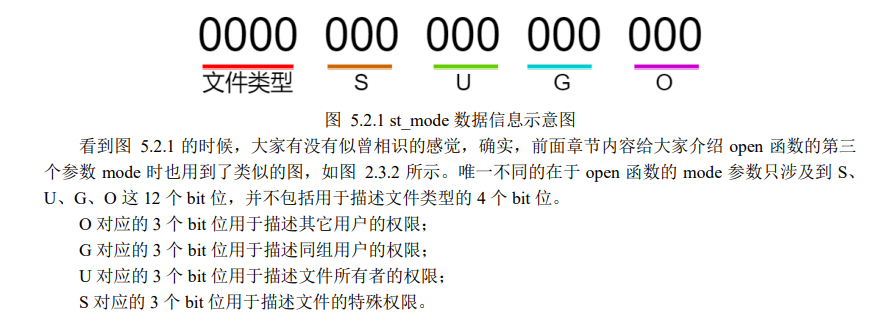 0000 000 000 000 000
文件类型 S U G O
图 5.2.1 st_mode 数据信息示意图
看到图 5.2.1 的时候，大家有没有似曾相识的感觉，确实，前面章节内容给大家介绍 open 函数的第三
个参数 mode 时也用到了类似的图，如图 2.3.2 所示。唯一不同的在于 open 函数的 mode 参数只涉及到 S、
U、G、O 这 12 个 bit 位，并不包括用于描述文件类型的 4 个 bit 位。
O 对应的 3 个 bit 位用于描述其它用户的权限；
G 对应的 3 个 bit 位用于描述同组用户的权限；
U 对应的 3 个 bit 位用于描述文件所有者的权限；
S 对应的 3 个 bit 位用于描述文件的特殊权限。